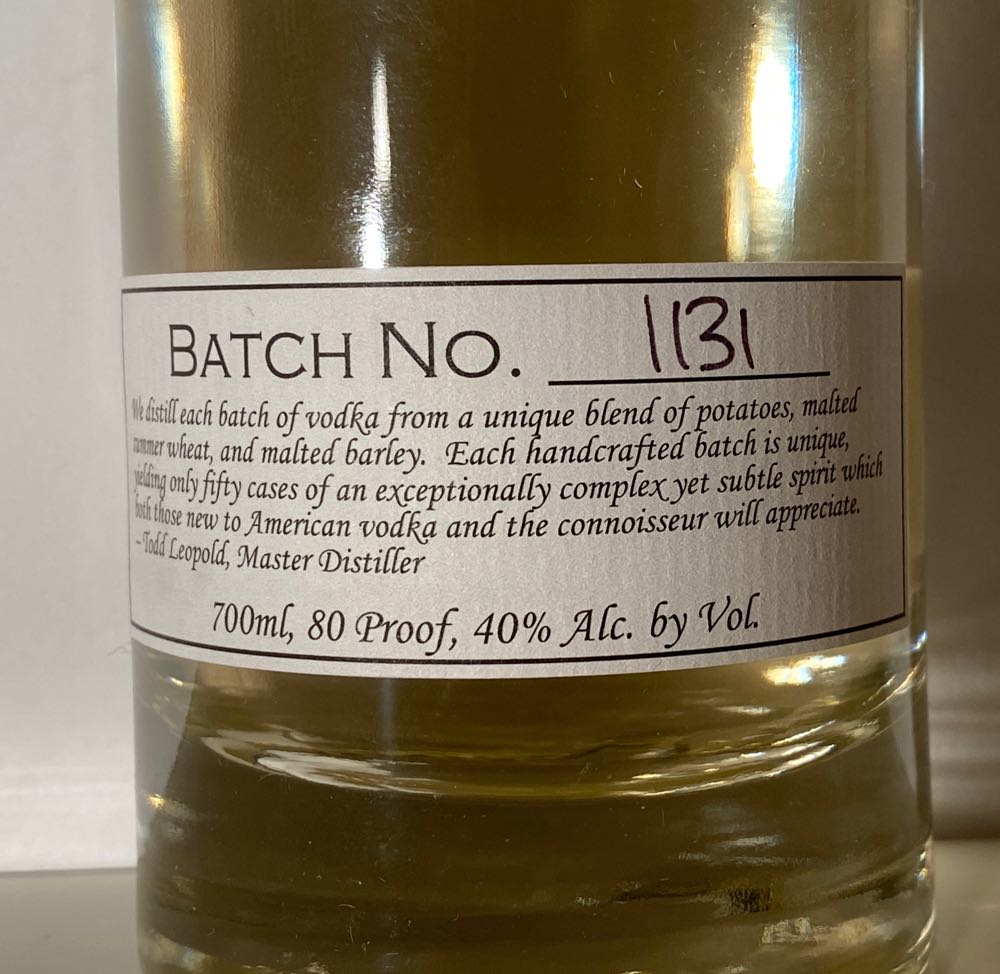 BATCH NO. 1131
We distill each batch of vodka from a unique blend of potatoes, malted
summer wheat, and malted barley. Each handcrafted batch is unique,
yielding only fifty cases of an exceptionally complex yet subtle spirit which
both those new to American vodka and the connoisseur will appreciate.
–Todd Leopold, Master Distiller
700ml, 80 Proof, 40% Alc. by Vol.